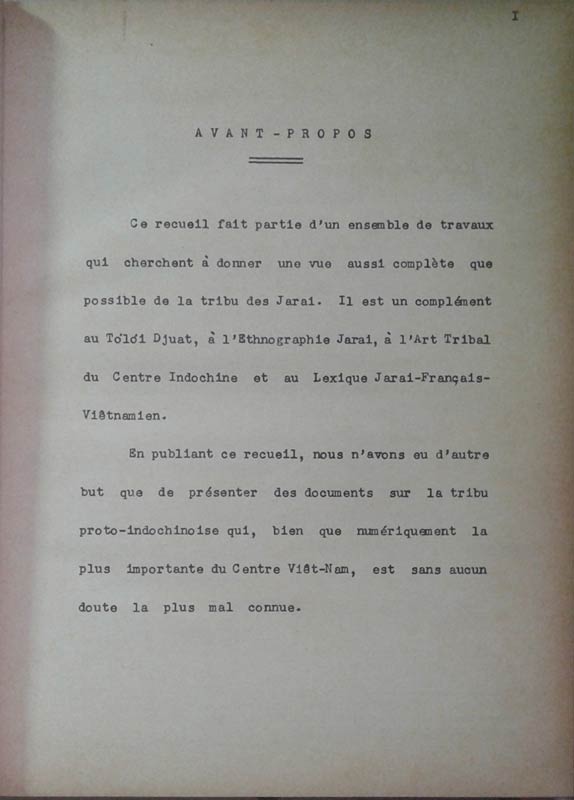 I
AVANT-PROPOS
Ce recueil fait partie d'un ensemble de travaux
qui cherchent à donner une vue aussi complète que
possible de la tribu des Jarai. Il est un complément
au Tơlơi Djuat, à l'Ethnographie Jarai, à l'Art Tribal
du Centre Indochine et au Lexique Jarai-Français-
Viêtnamien.
En publiant ce recueil, nous n'avons eu d'autre
but que de présenter des documents sur la tribu
proto-indochinoise qui, bien que numériquement la
plus importante du Centre Viêt-Nam, est sans aucun
doute la plus mal connue.